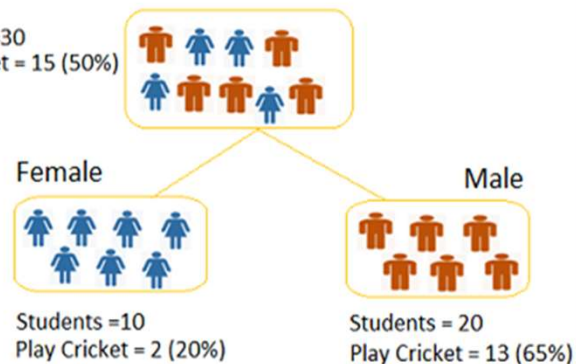 30
= 15 (50%)
Female
Male
Students =10
Play Cricket = 2 (20%)
Students = 20
Play Cricket = 13 (65%)